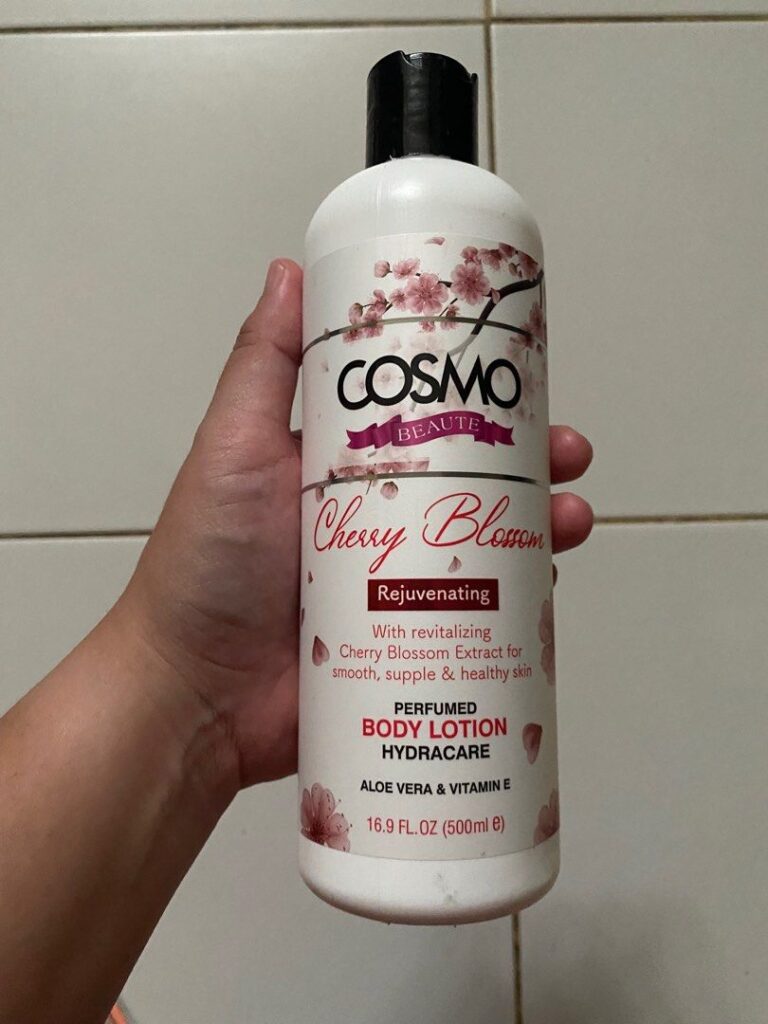 COSMO
BEAUTE
Cherry Blossom
Rejuvenating
With revitalizing
Cherry Blossom Extract for
smooth, supple & healthy skin
PERFUMED
BODY LOTION
HYDRACARE
ALOE VERA & VITAMIN E
16.9 FL.OZ (500ml ℮)